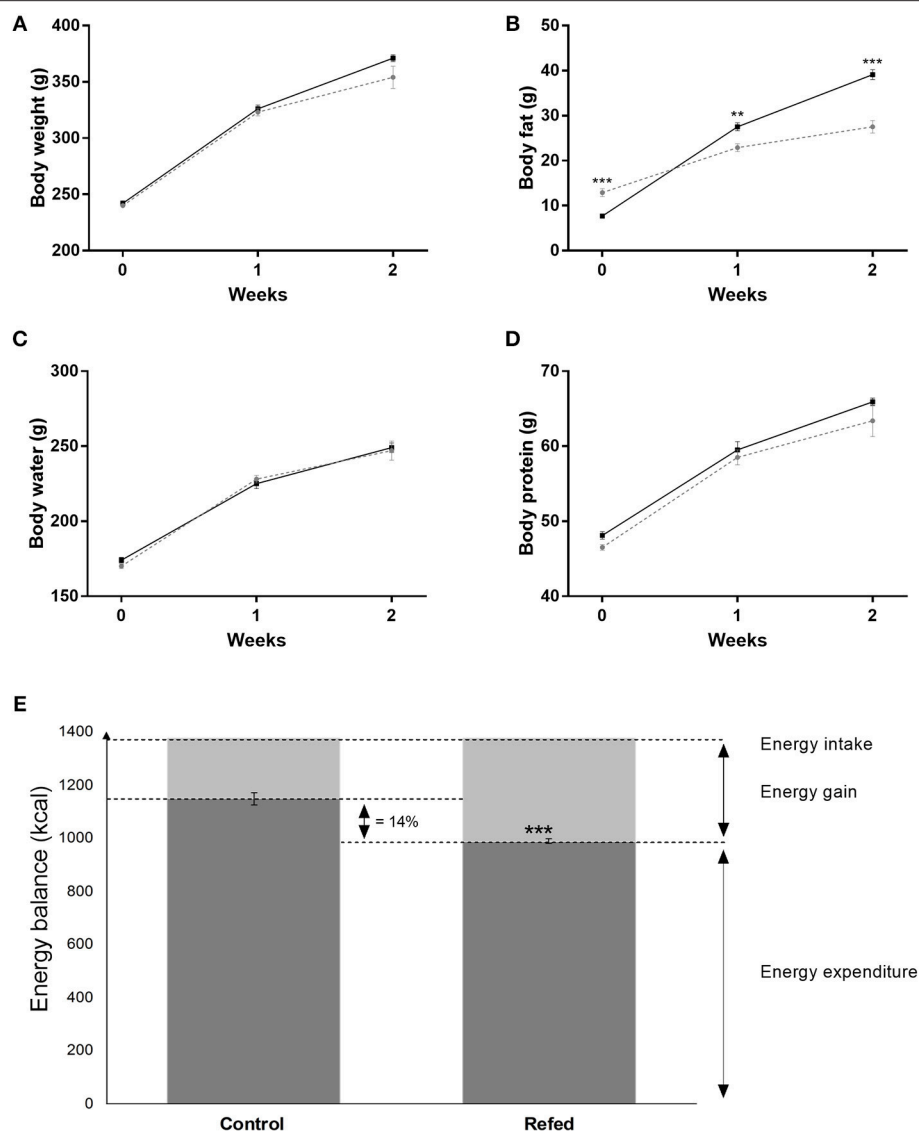 A
400
350
300
250
200
Body weight (g)
0 1 2
Weeks
B
50
40
30
20
10
0
Body fat (g)
***
**
***
0 1 2
Weeks
C
300
250
200
150
Body water (g)
0 1 2
Weeks
D
70
60
50
40
Body protein (g)
0 1 2
Weeks
E
1400
1200
1000
800
600
400
200
0
Energy balance (kcal)
= 14%
***
Energy intake
Energy gain
Energy expenditure
Control Refed